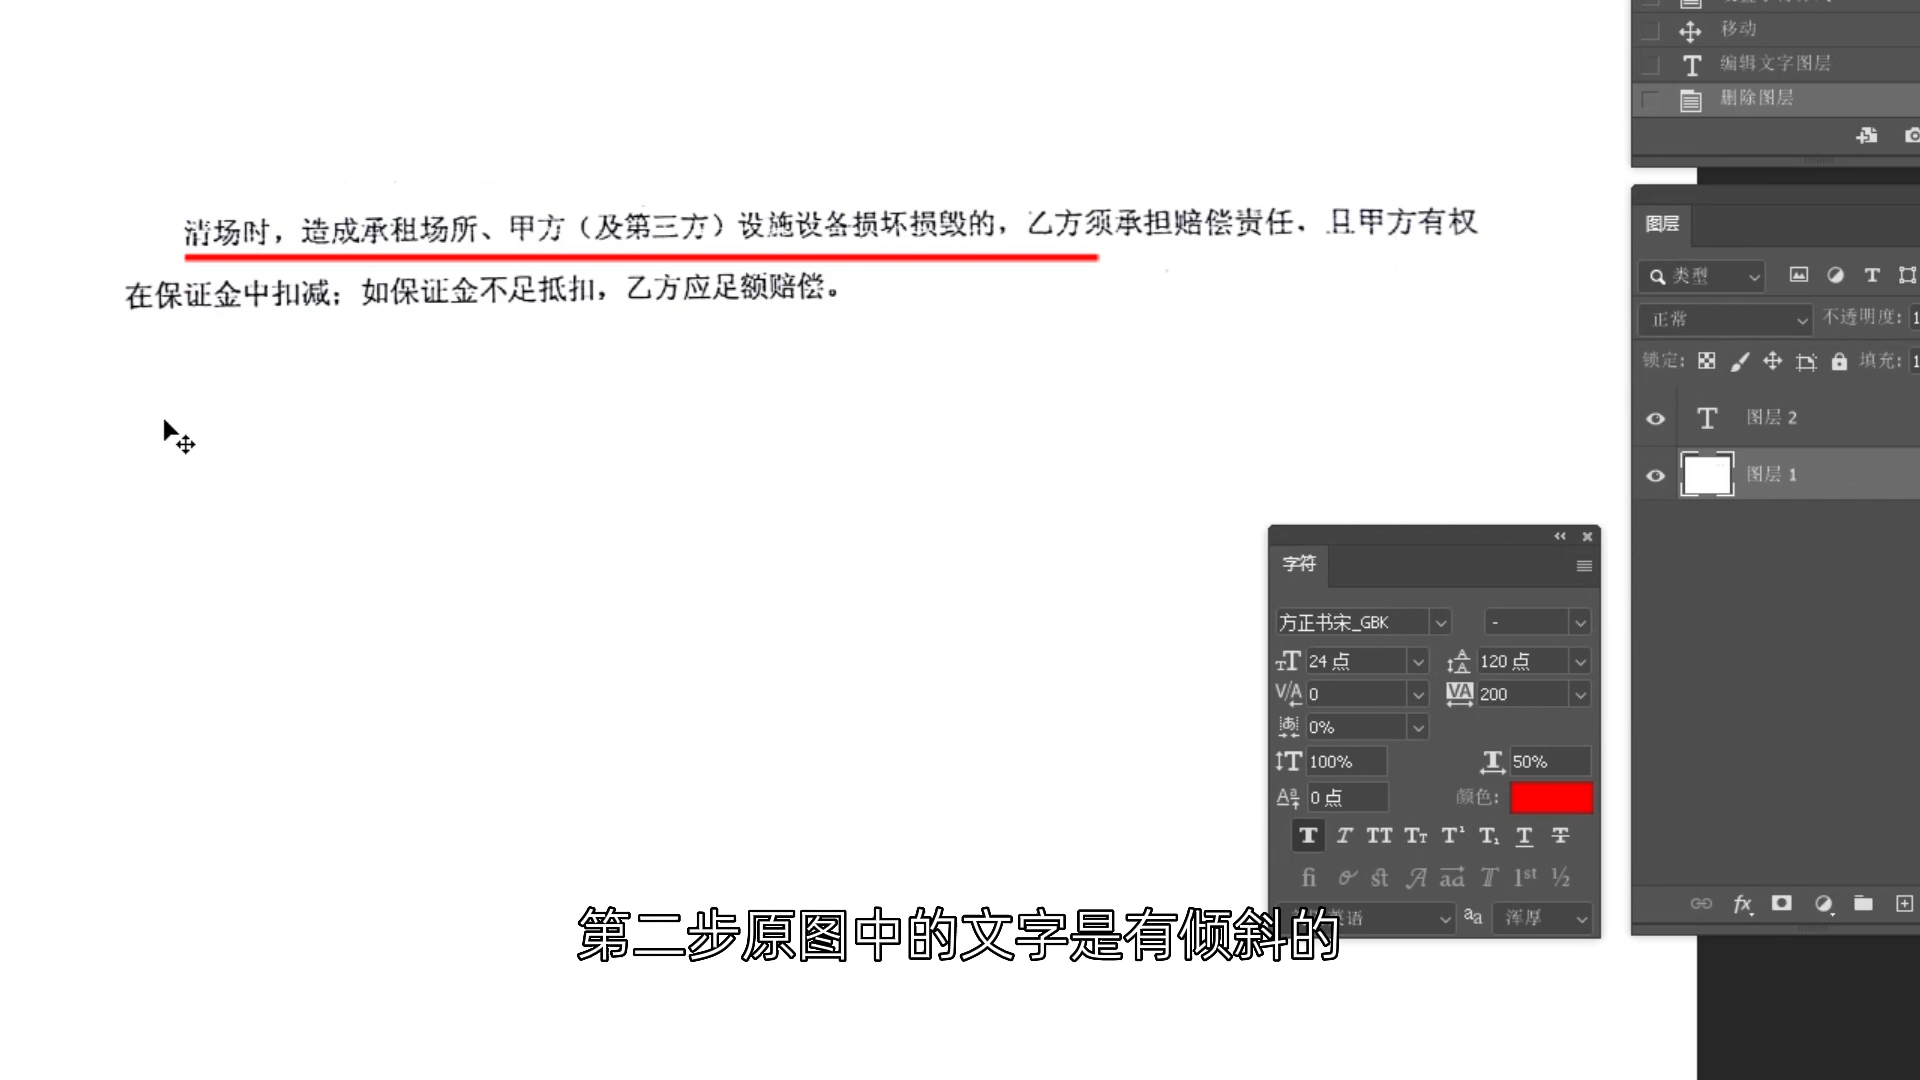 移动
编辑文字图层
删除图层
清场时，造成承租场所、甲方（及第三方）设施设备损坏损毁的，乙方须承担赔偿责任．且甲方有权
在保证金中扣减；如保证金不足抵扣，乙方应足额赔偿。
图层
类型
正常
不透明度：
锁定：
填充：
图层 2
图层 1
字符
方正书宋_GBK
-
24 点
120 点
0
200
0%
100%
50%
0 点
颜色：
浑厚
第二步原图中的文字是有倾斜的